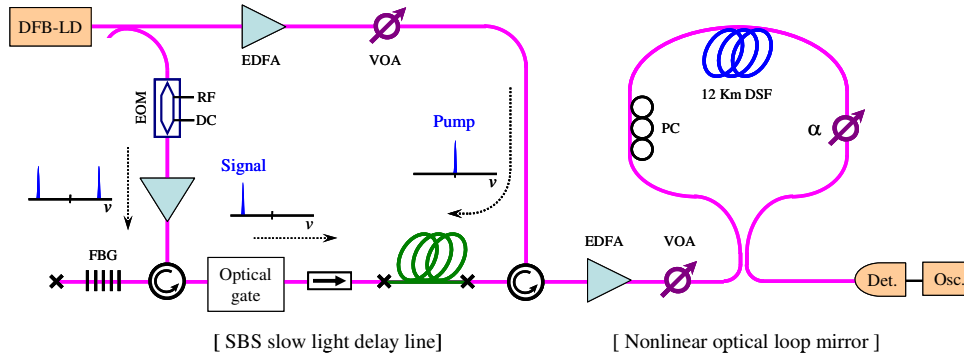 DFB-LD
EDFA
VOA
EOM
RF
DC
Pump
ν
Signal
ν
ν
FBG
Optical
gate
12 Km DSF
PC
α
EDFA
VOA
Det.
Osc.
[ SBS slow light delay line]
[ Nonlinear optical loop mirror ]